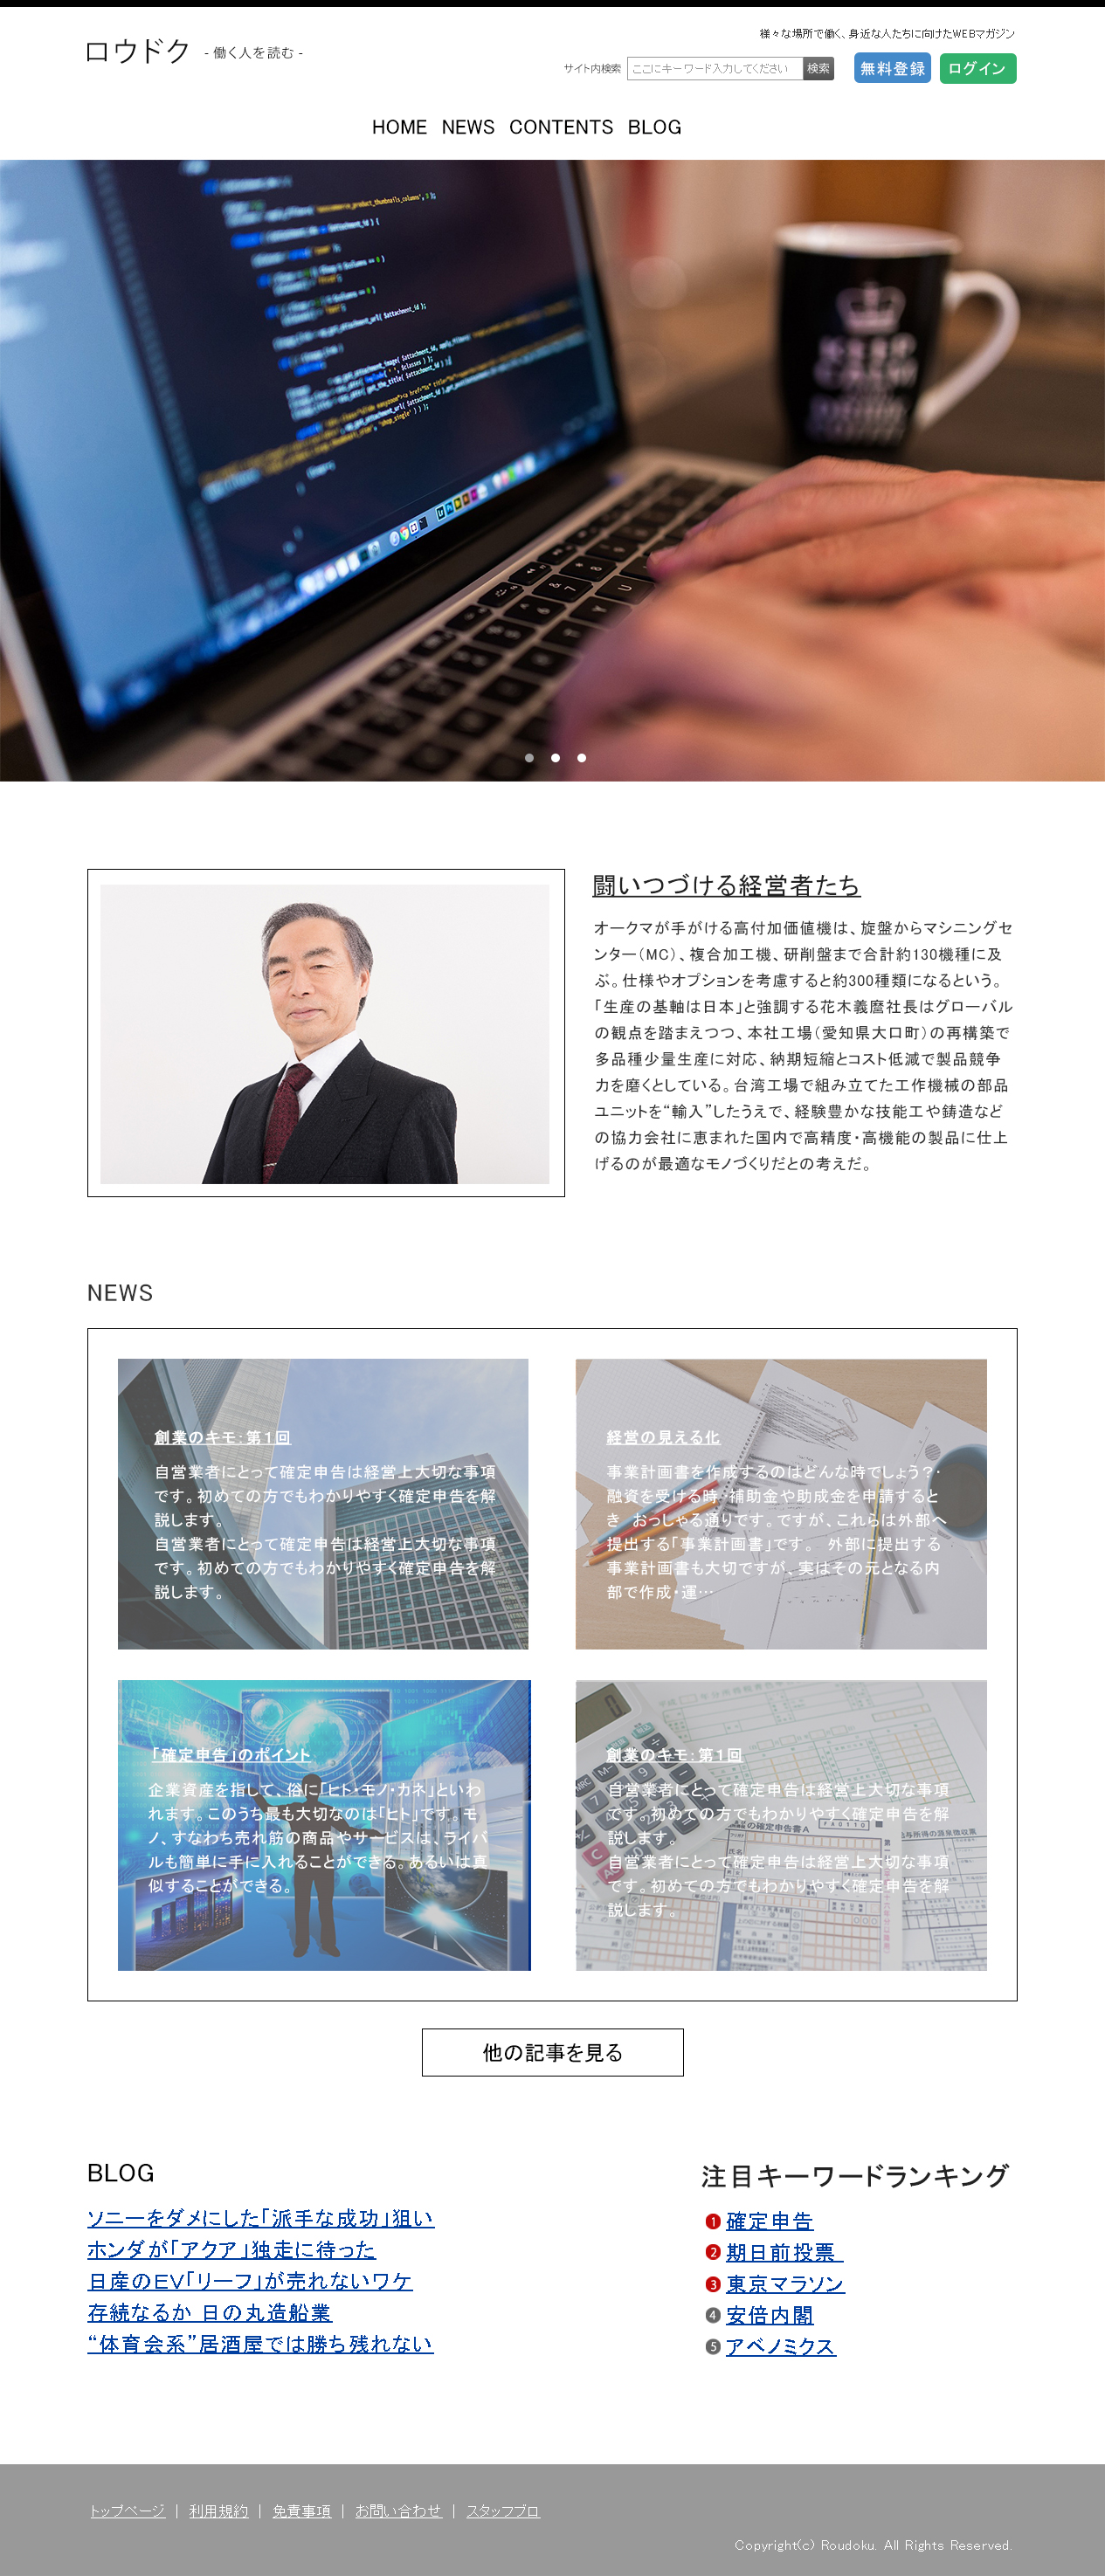 様々な場所で働く、身近な人たちに向けたWEBマガジン
ロウドク - 働く人を読む -
サイト内検索 ここにキーワード入力してください 検索 無料登録 ログイン
HOME NEWS CONTENTS BLOG
闘いつづける経営者たち
オークマが手がける高付加価値機は、旋盤からマシニングセ
ンター（MC）、複合加工機、研削盤まで合計約130機種に及
ぶ。仕様やオプションを考慮すると約300種類になるという。
「生産の基軸は日本」と強調する花木義麿社長はグローバル
の観点を踏まえつつ、本社工場（愛知県大口町）の再構築で
多品種少量生産に対応、納期短縮とコスト低減で製品競争
力を磨くとしている。台湾工場で組み立てた工作機械の部品
ユニットを“輸入”したうえで、経験豊かな技能工や鋳造など
の協力会社に恵まれた国内で高精度・高機能の製品に仕上
げるのが最適なモノづくりだとの考えだ。
NEWS
創業のキモ：第１回
自営業者にとって確定申告は経営上大切な事項
です。初めての方でもわかりやすく確定申告を解
説します。
自営業者にとって確定申告は経営上大切な事項
です。初めての方でもわかりやすく確定申告を解
説します。
経営の見える化
事業計画書を作成するのはどんな時でしょう？・
融資を受ける時・補助金や助成金を申請すると
き　おっしゃる通りです。ですが、これらは外部へ
提出する「事業計画書」です。　外部に提出する
事業計画書も大切ですが、実はその元となる内
部で作成・運…
「確定申告」のポイント
企業資産を指して、俗に「ヒト・モノ・カネ」といわ
れます。このうち最も大切なのは「ヒト」です。モ
ノ、すなわち売れ筋の商品やサービスは、ライバ
ルも簡単に手に入れることができる。あるいは真
似することができる。
創業のキモ：第１回
自営業者にとって確定申告は経営上大切な事項
です。初めての方でもわかりやすく確定申告を解
説します。
自営業者にとって確定申告は経営上大切な事項
です。初めての方でもわかりやすく確定申告を解
説します。
他の記事を見る
BLOG
ソニーをダメにした「派手な成功」狙い
ホンダが「アクア」独走に待った
日産のEV「リーフ」が売れないワケ
存続なるか 日の丸造船業
“体育会系”居酒屋では勝ち残れない
注目キーワードランキング
1 確定申告
2 期日前投票
3 東京マラソン
4 安倍内閣
5 アベノミクス
トップページ ｜ 利用規約 ｜ 免責事項 ｜ お問い合わせ ｜ スタッフブロ
Copyright(c) Roudoku. All Rights Reserved.